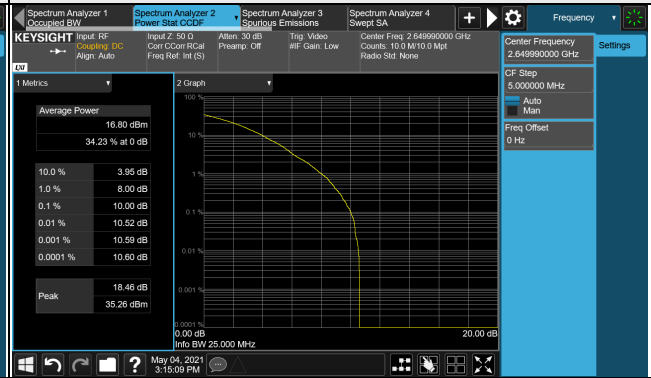 Spectrum Analyzer 1
Occupied BW
Spectrum Analyzer 2
Power Stat CCDF
Spectrum Analyzer 3
Spurious Emissions
Spectrum Analyzer 4
Swept SA
+
Frequency
KEYSIGHT
Input: RF
Coupling: DC
Align: Auto
Input Z: 50 Ω
Corr CCorr RCal
Freq Ref: Int (S)
Atten: 30 dB
Preamp: Off
Trig: Video
#IF Gain: Low
Center Freq: 2.649990000 GHz
Counts: 10.0 M/10.0 Mpt
Radio Std: None
LXI
Center Frequency
2.649990000 GHz
Settings
CF Step
5.000000 MHz
Auto
Man
Freq Offset
0 Hz
1 Metrics
Average Power
16.80 dBm
34.23 % at 0 dB
10.0 % 3.95 dB
1.0 % 8.00 dB
0.1 % 10.00 dB
0.01 % 10.52 dB
0.001 % 10.59 dB
0.0001 % 10.60 dB
Peak
18.46 dB
35.26 dBm
2 Graph
100 %
10 %
1 %
0.1 %
0.01 %
0.001 %
0.0001 %
0.00 dB
20.00 dB
Info BW 25.000 MHz
?
May 04, 2021
3:15:09 PM